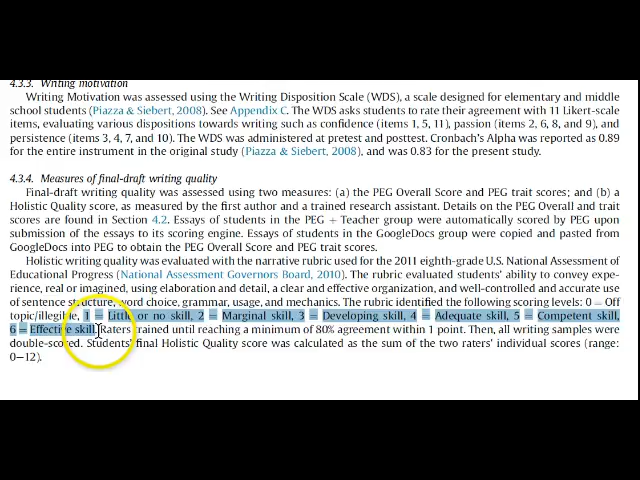 4.3.3. Writing motivation
Writing Motivation was assessed using the Writing Disposition Scale (WDS), a scale designed for elementary and middle
school students (Piazza & Siebert, 2008). See Appendix C. The WDS asks students to rate their agreement with 11 Likert-scale
items, evaluating various dispositions towards writing such as confidence (items 1, 5, 11), passion (items 2, 6, 8, and 9), and
persistence (items 3, 4, 7, and 10). The WDS was administered at pretest and posttest. Cronbach's Alpha was reported at 0.89
for the entire instrument in the original study (Piazza & Siebert, 2008), and was 0.83 for the present study.
4.3.4. Measures of final-draft writing quality
Final-draft writing quality was assessed using two measures: (a) the PEG Overall Score and PEG trait scores; and (b) a
Holistic Quality score, as measured by the first author and a trained research assistant. Details on the PEG Overall and trait
scores are found in Section 4.2. Essays of students in the PEG + Teacher group were automatically scored by PEG upon
submission of the essays to its scoring engine. Essays of students in the GoogleDocs group were copied and pasted from
GoogleDocs into PEG to obtain the PEG Overall Score and PEG trait scores.
Holistic writing quality was evaluated with the narrative rubric used for the 2011 eighth-grade U.S. National Assessment of
Educational Progress (National Assessment Governors Board, 2010). The rubric evaluated students' ability to convey expe-
rience, real or imagined, using elaboration and detail, a clear and effective organization, and well-controlled and accurate use
of sentence structure, word choice, grammar, usage, and mechanics. The rubric identified the following scoring levels: 0 = Off
topic/illegible, 1 = Little or no skill, 2 = Marginal skill, 3 = Developing skill, 4 = Adequate skill, 5 = Competent skill,
6 = Effective skill. Raters trained until reaching a minimum of 80% agreement within 1 point. Then, all writing samples were
double-scored. Students' final Holistic Quality score was calculated as the sum of the two raters' individual scores (range:
0–12).